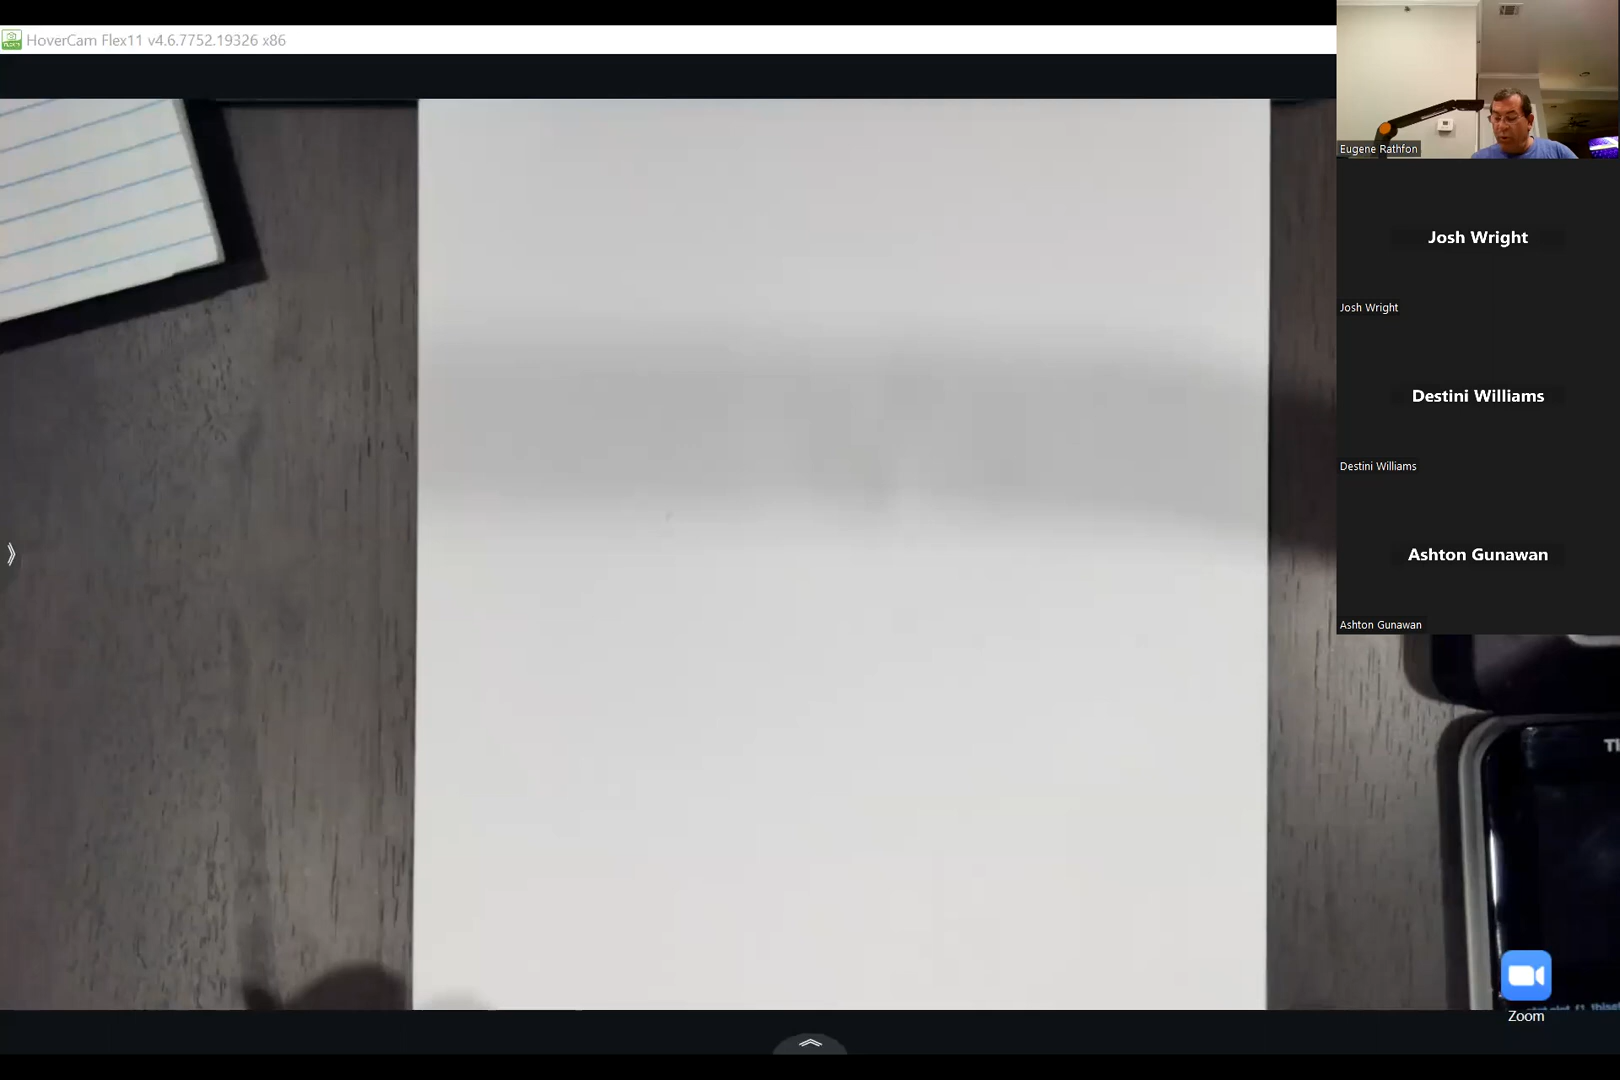 HoverCam Flex11 v4.6.7752.19326 x86
Eugene Rathfon
Josh Wright
Josh Wright
Destini Williams
Destini Williams
Ashton Gunawan
Ashton Gunawan
Zoom